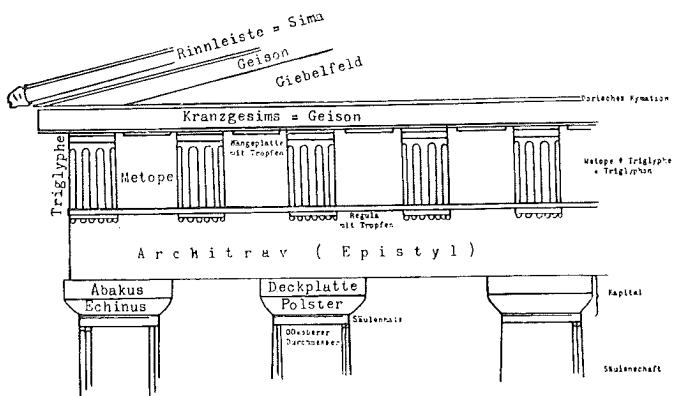 Rinnleiste = Sima
Geison
Giebelfeld
Dorisches Kymation
Kranzgesims = Geison
Triglyphe
Hängeplatte
mit Tropfen
Metope
Metope + Triglyphe
= Triglyphon
Regula
mit Tropfen
Architrav ( Epistyl )
Abakus
Deckplatte
Echinus
Polster
Kapital
Säulenhals
oberer
Durchmesser
Säulenschaft